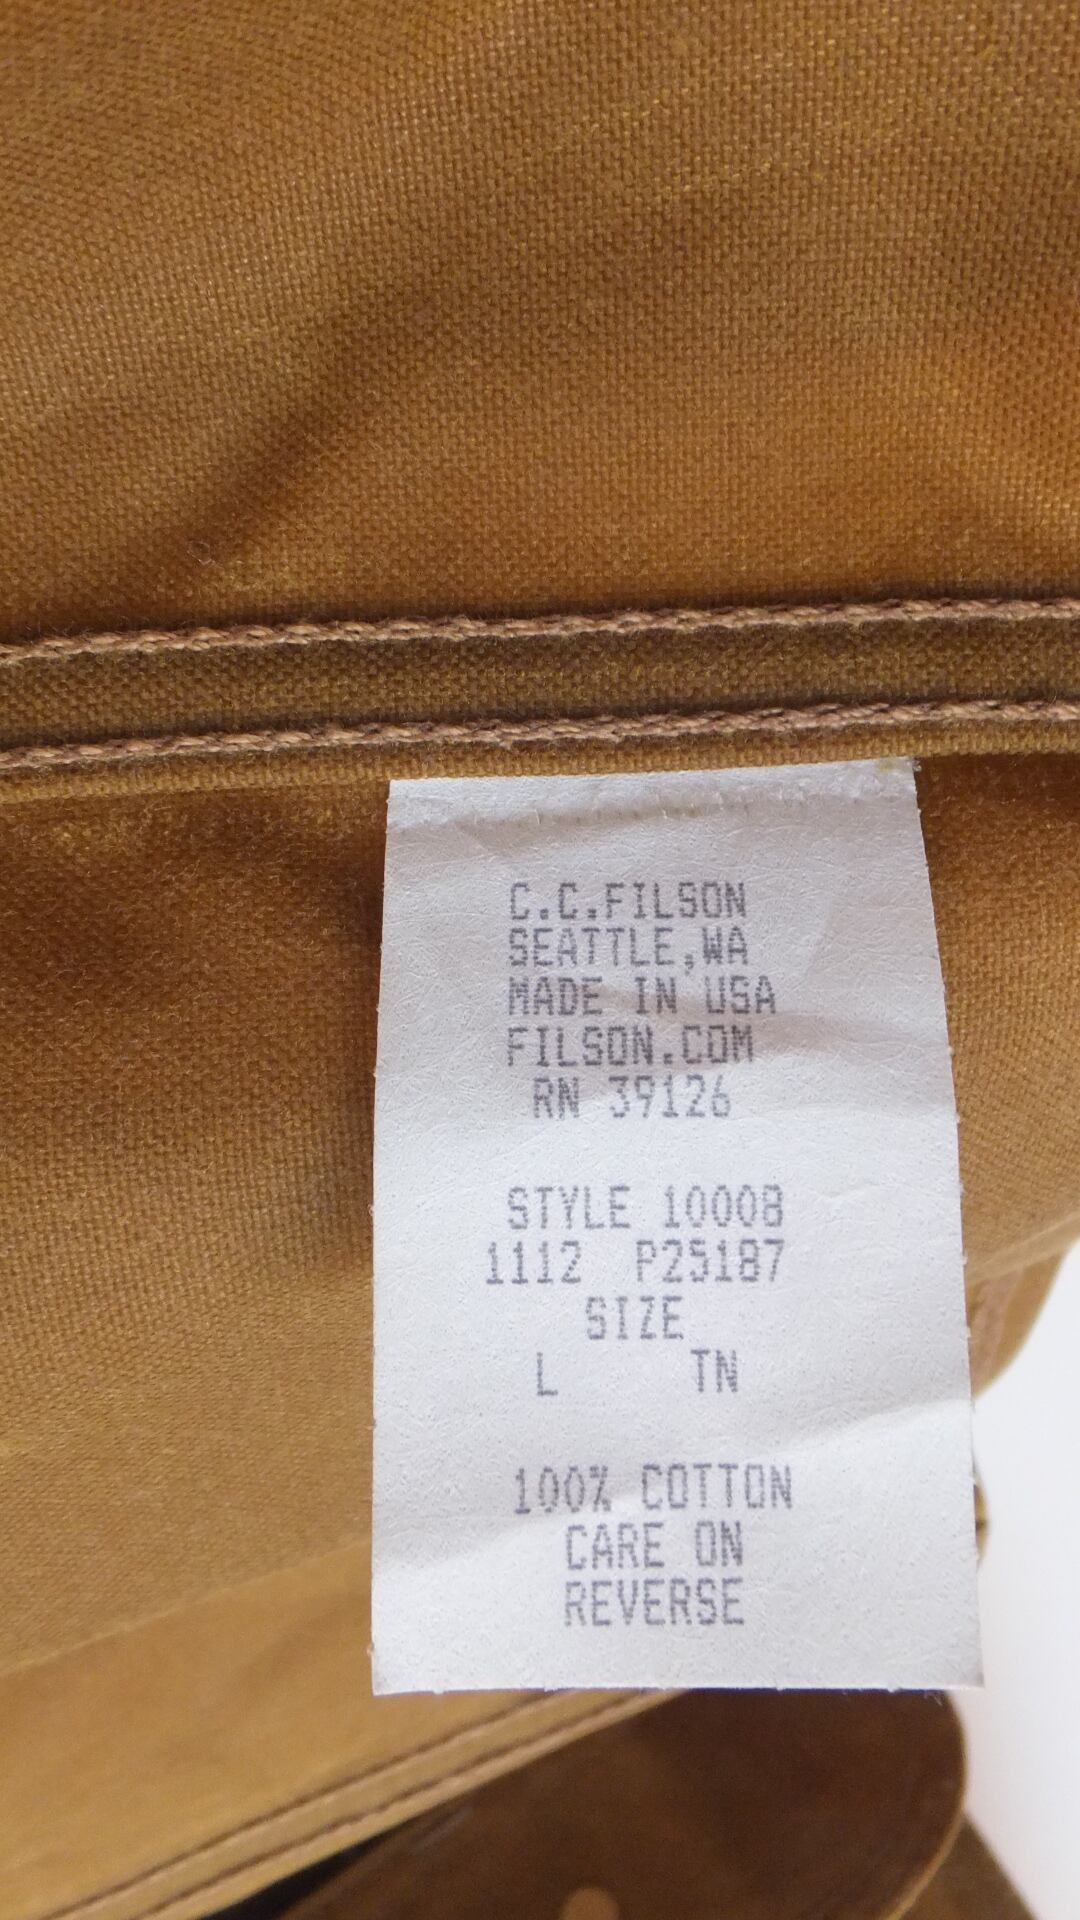 C.C.FILSON
SEATTLE,WA
MADE IN USA
FILSON.COM
RN 39126
STYLE 10008
1112 P25187
SIZE
L TN
100% COTTON
CARE ON
REVERSE